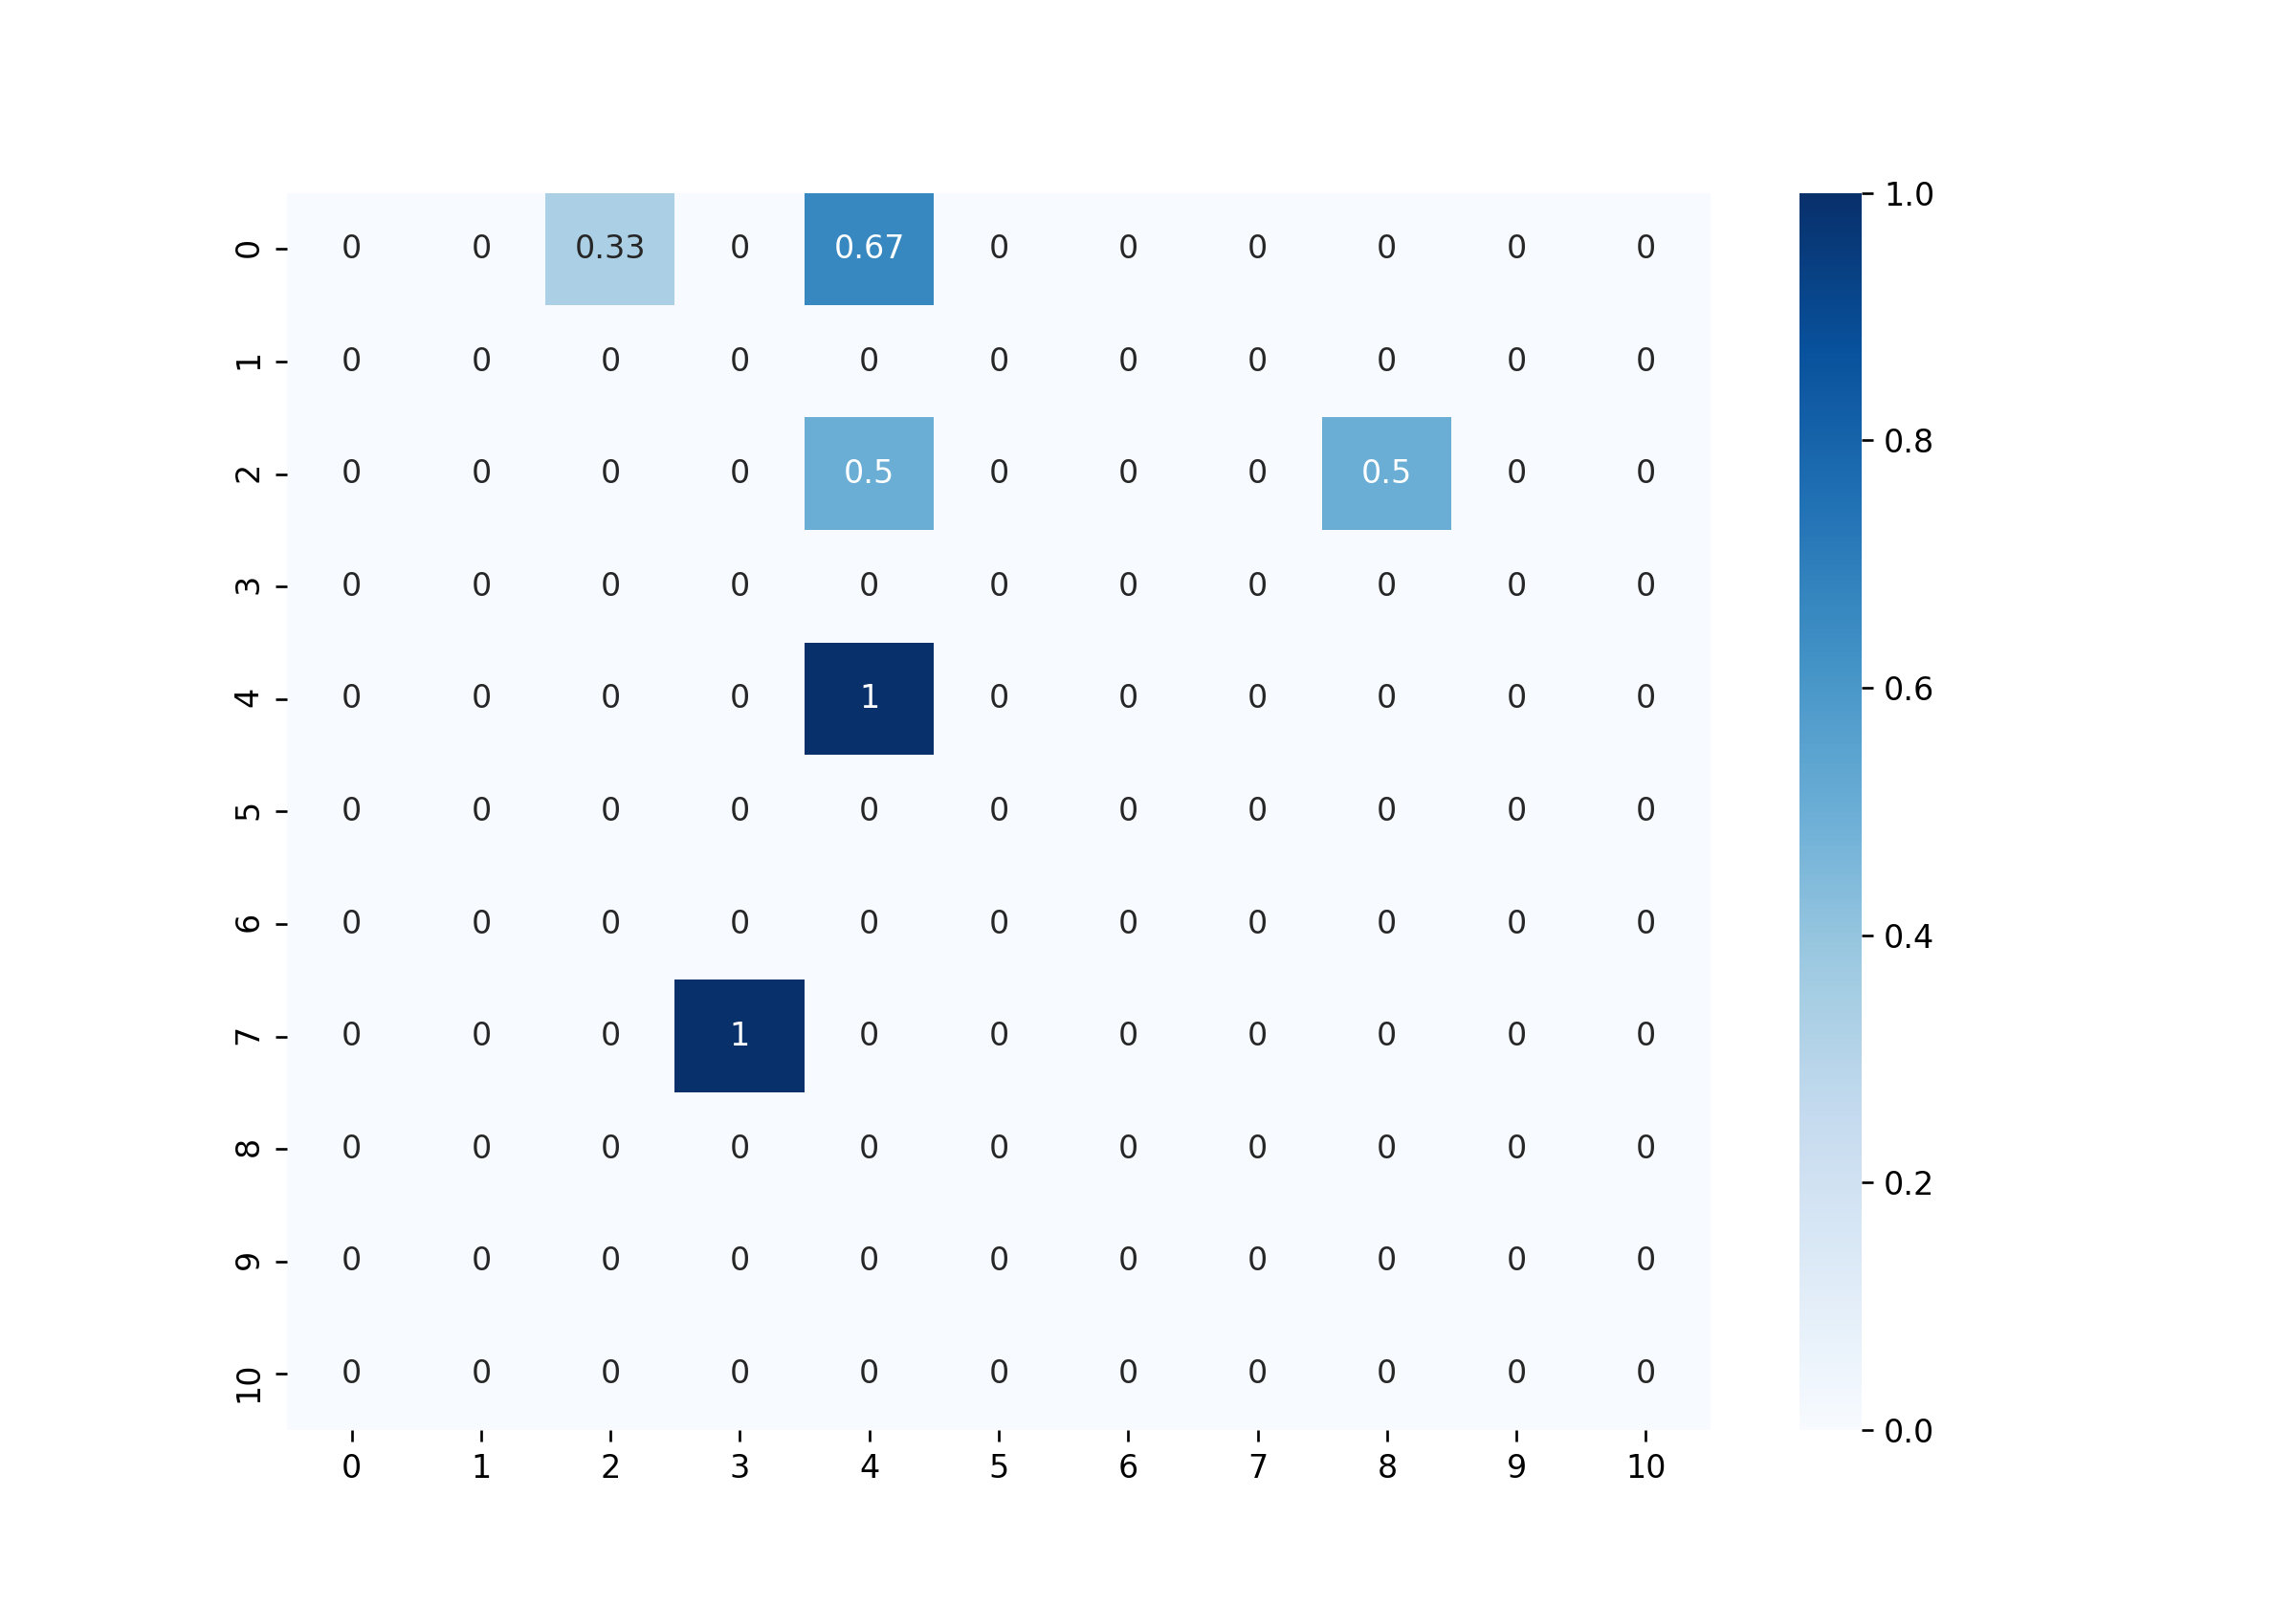 1.0
0 0 0 0.33 0 0.67 0 0 0 0 0 0
1 0 0 0 0 0 0 0 0 0 0 0
0.8
2 0 0 0 0 0.5 0 0 0 0.5 0 0
3 0 0 0 0 0 0 0 0 0 0 0
0.6
4 0 0 0 0 1 0 0 0 0 0 0
5 0 0 0 0 0 0 0 0 0 0 0
6 0 0 0 0 0 0 0 0 0 0 0
0.4
7 0 0 0 1 0 0 0 0 0 0 0
8 0 0 0 0 0 0 0 0 0 0 0
0.2
9 0 0 0 0 0 0 0 0 0 0 0
10 0 0 0 0 0 0 0 0 0 0 0
0.0
0 1 2 3 4 5 6 7 8 9 10